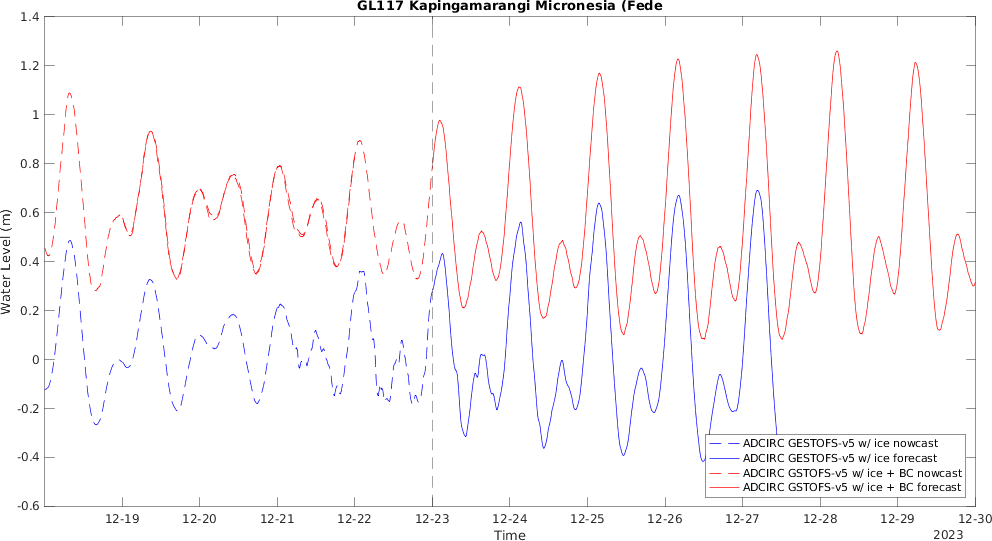 GL117 Kapingamarangi Micronesia (Fede
1.4
1.2
1
0.8
0.6
0.4
0.2
0
-0.2
-0.4
-0.6
Water Level (m)
ADCIRC GESTOFS-v5 w/ ice nowcast
ADCIRC GESTOFS-v5 w/ ice forecast
ADCIRC GSTOFS-v5 w/ ice + BC nowcast
ADCIRC GSTOFS-v5 w/ ice + BC forecast
12-19 12-20 12-21 12-22 12-23 12-24 12-25 12-26 12-27 12-28 12-29 12-30
Time
2023